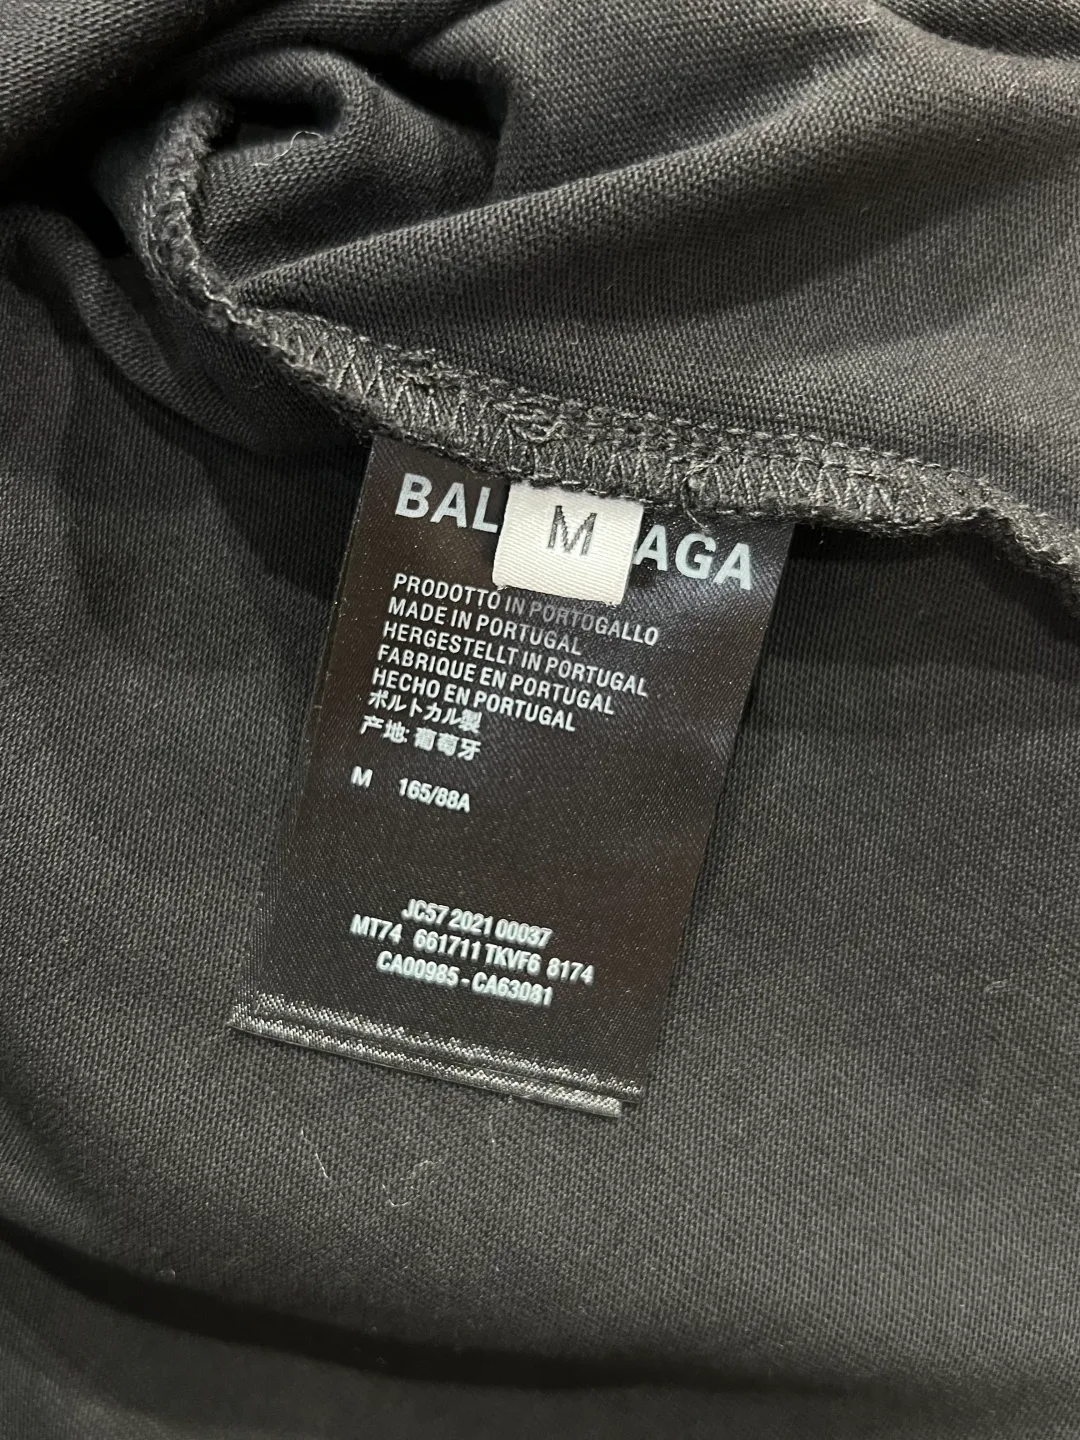 BAL AGA
M
PRODOTTO IN PORTOGALLO
MADE IN PORTUGAL
HERGESTELLT IN PORTUGAL
FABRIQUE EN PORTUGAL
HECHO EN PORTUGAL
ポルトカル製
产地: 葡萄牙
M 165/88A
JC57 2021 00037
MT74 661711 TKVF6 8174
CA00985 - CA63081